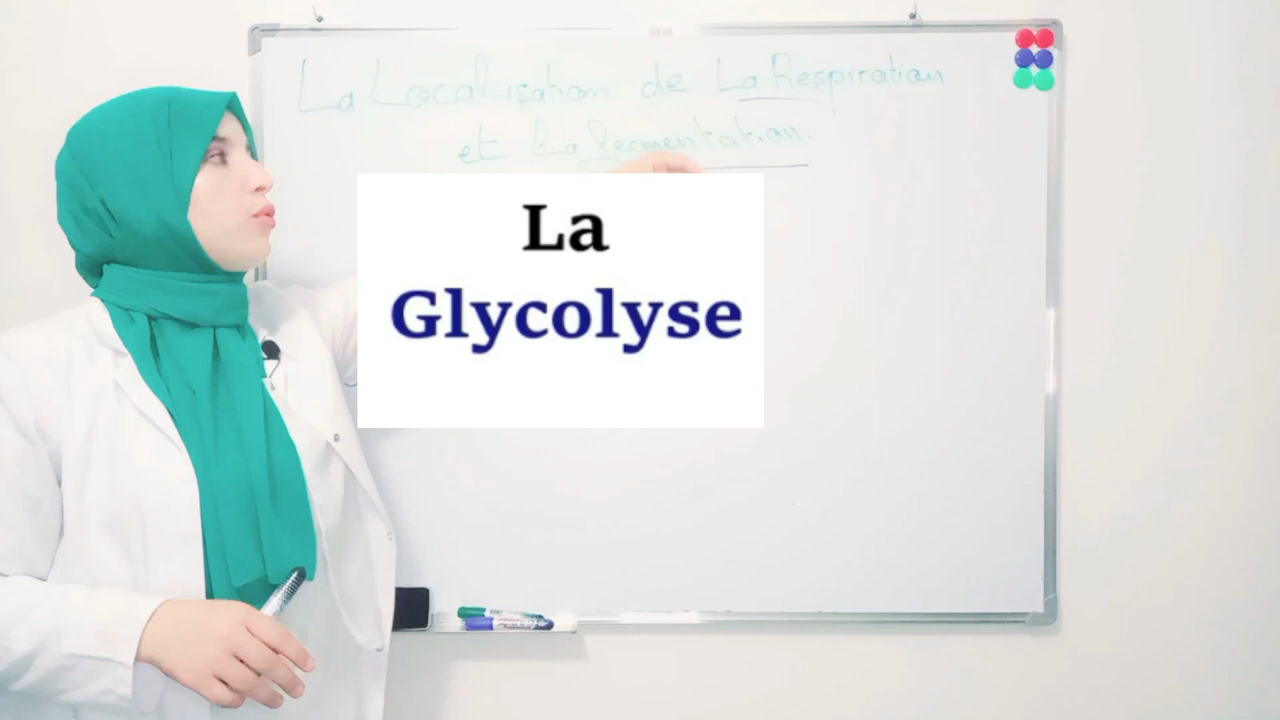 La Localisation de La Respiration
et La fermentation.
La
Glycolyse